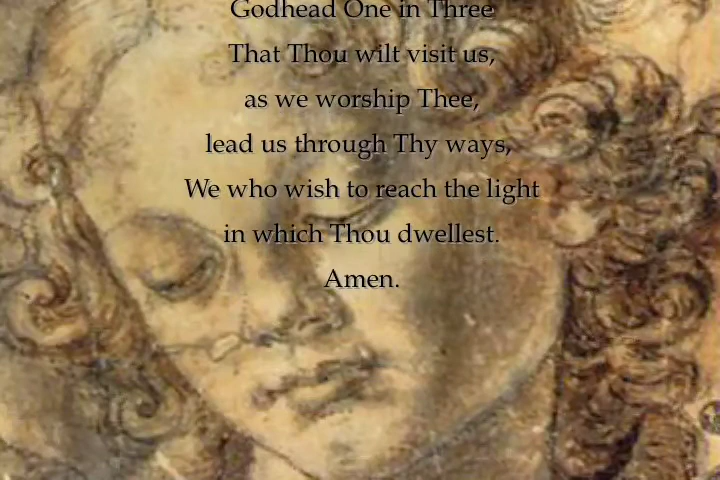 Godhead One in Three
That Thou wilt visit us,
as we worship Thee,
lead us through Thy ways,
We who wish to reach the light
in which Thou dwellest.
Amen.